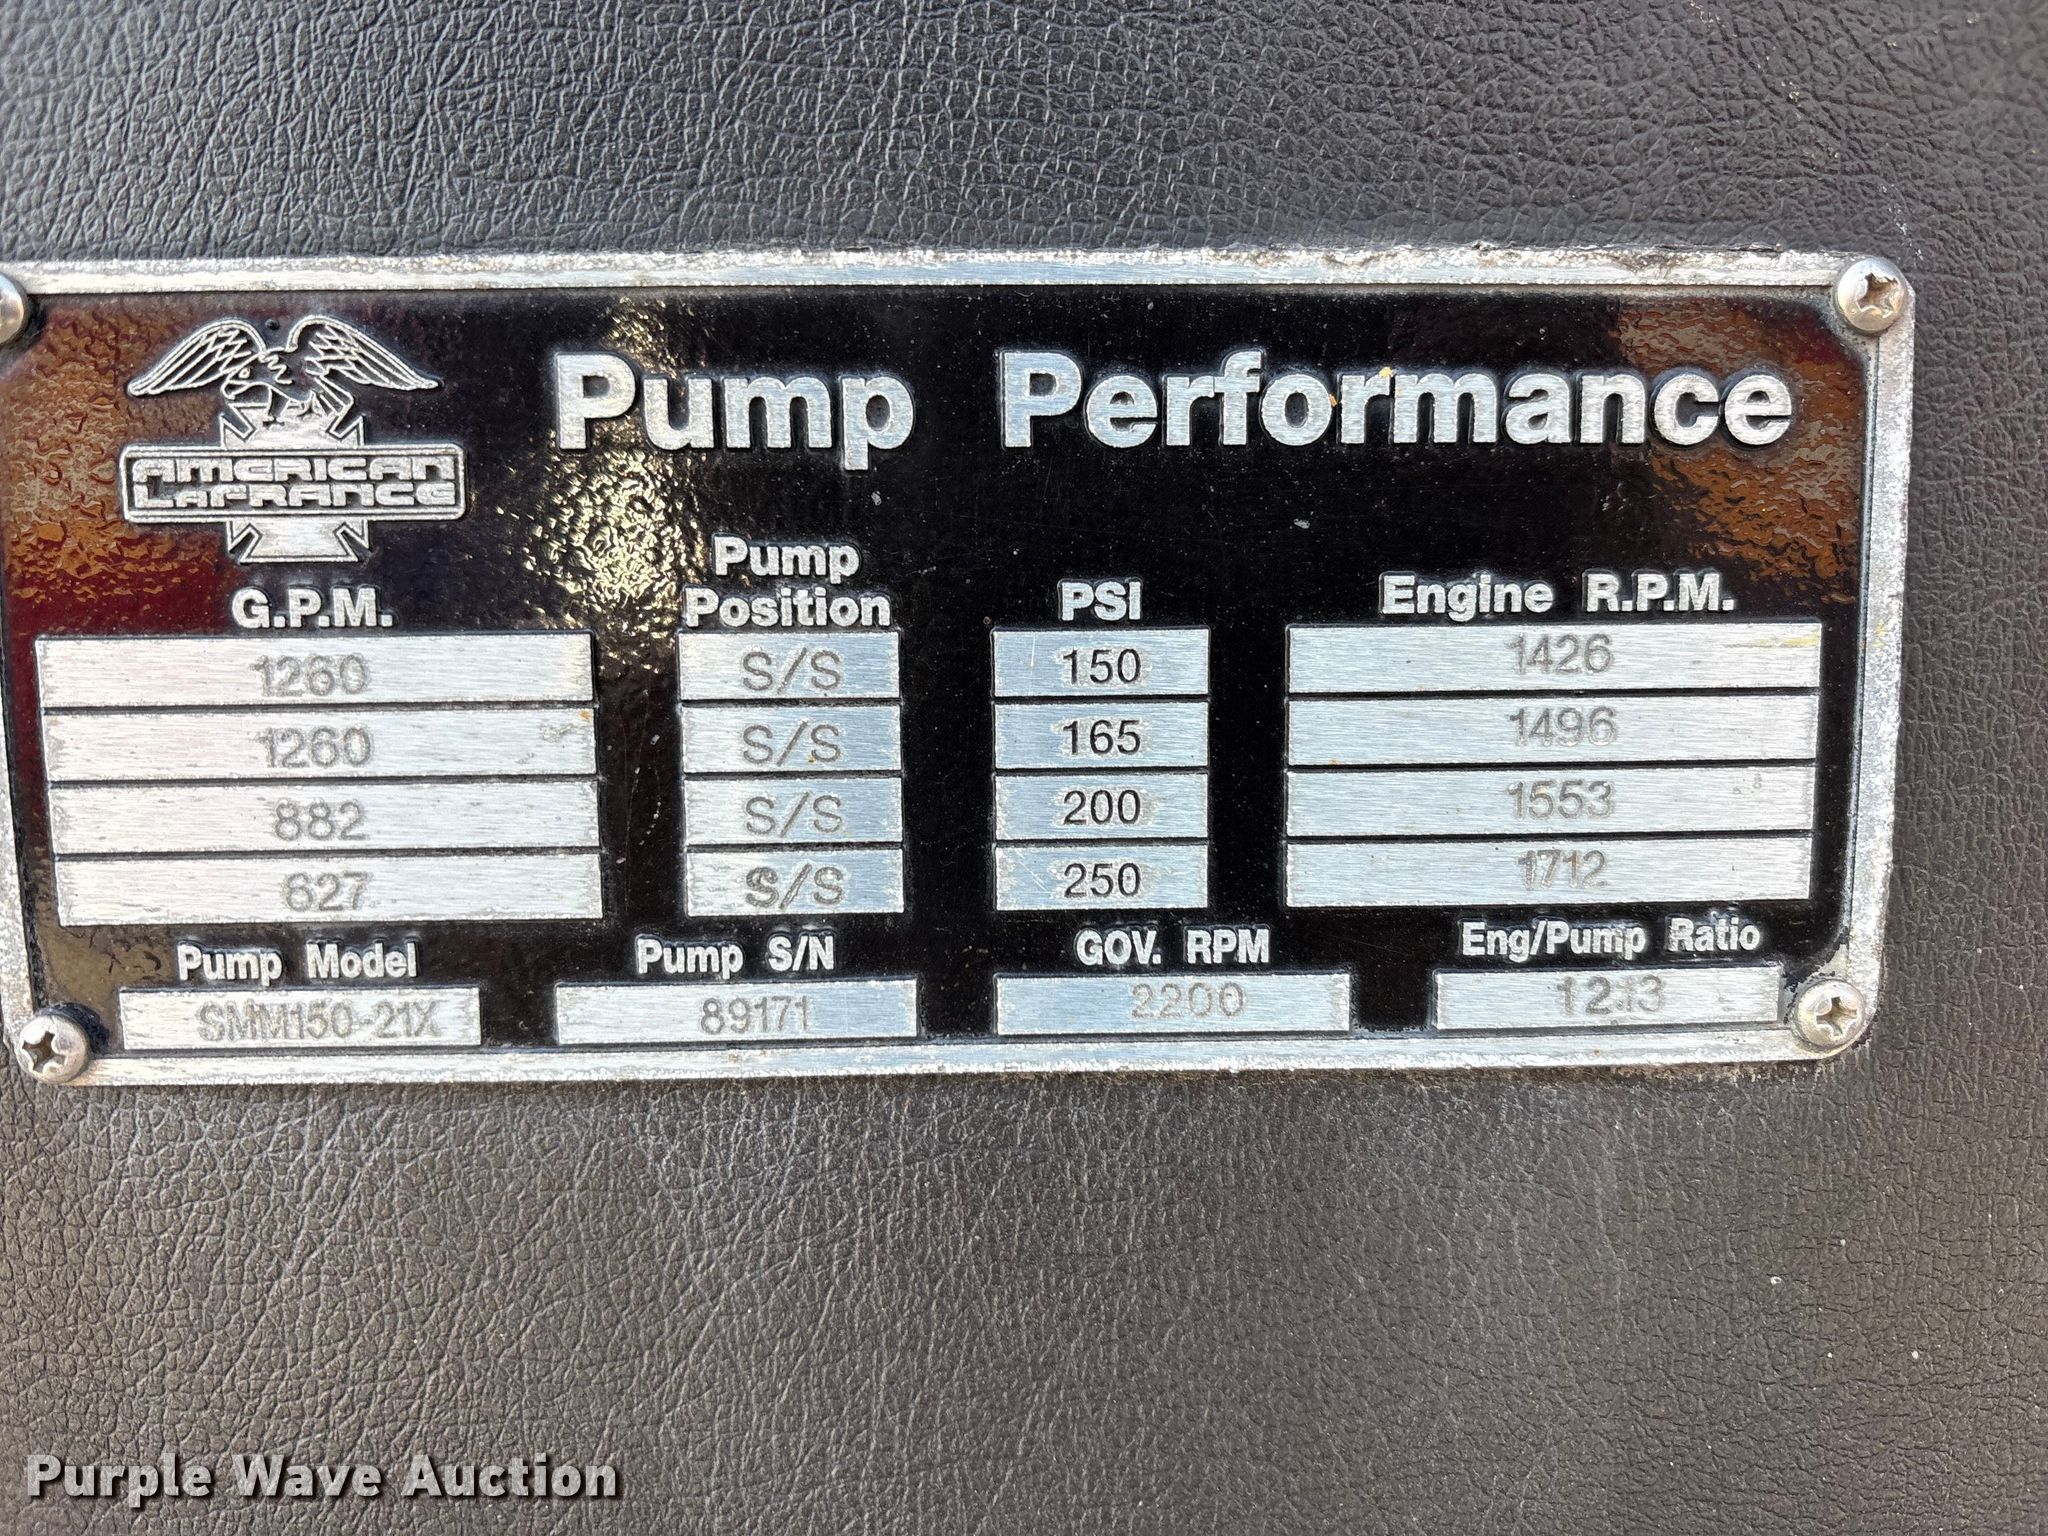 AMERICAN
LAFRANCE
Pump Performance
G.P.M. Pump Position PSI Engine R.P.M.
1260 S/S 150 1426
1260 S/S 165 1496
882 S/S 200 1553
627 S/S 250 1712
Pump Model Pump S/N GOV. RPM Eng/Pump Ratio
SMM150-21X 89171 2200
Purple Wave Auction